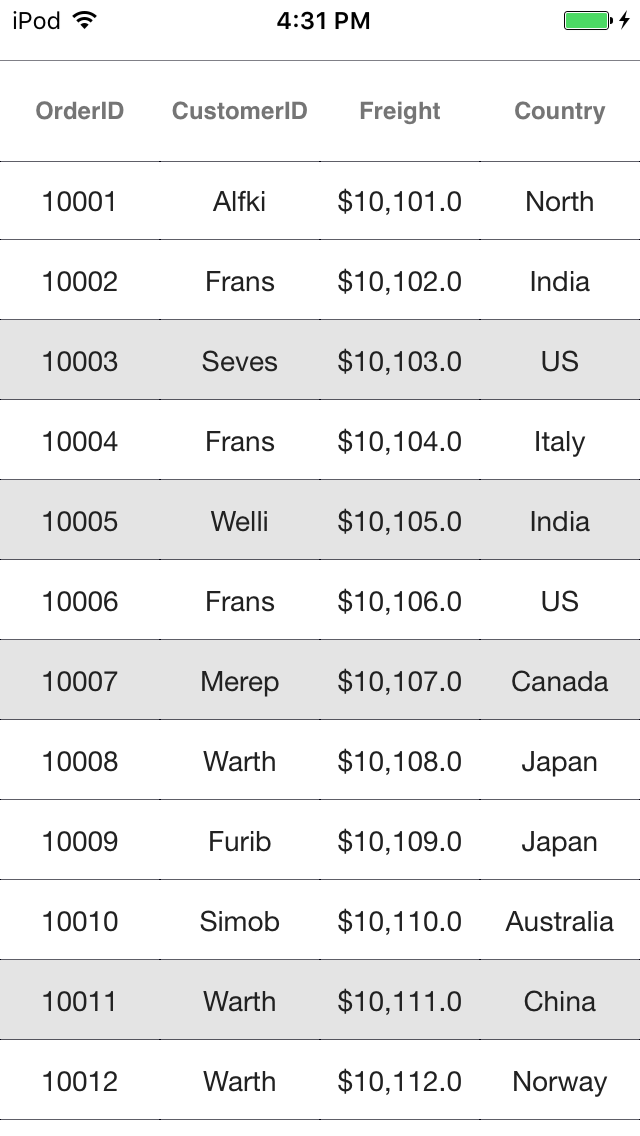 iPod 4:31 PM
OrderID CustomerID Freight Country
10001 Alfki $10,101.0 North
10002 Frans $10,102.0 India
10003 Seves $10,103.0 US
10004 Frans $10,104.0 Italy
10005 Welli $10,105.0 India
10006 Frans $10,106.0 US
10007 Merep $10,107.0 Canada
10008 Warth $10,108.0 Japan
10009 Furib $10,109.0 Japan
10010 Simob $10,110.0 Australia
10011 Warth $10,111.0 China
10012 Warth $10,112.0 Norway